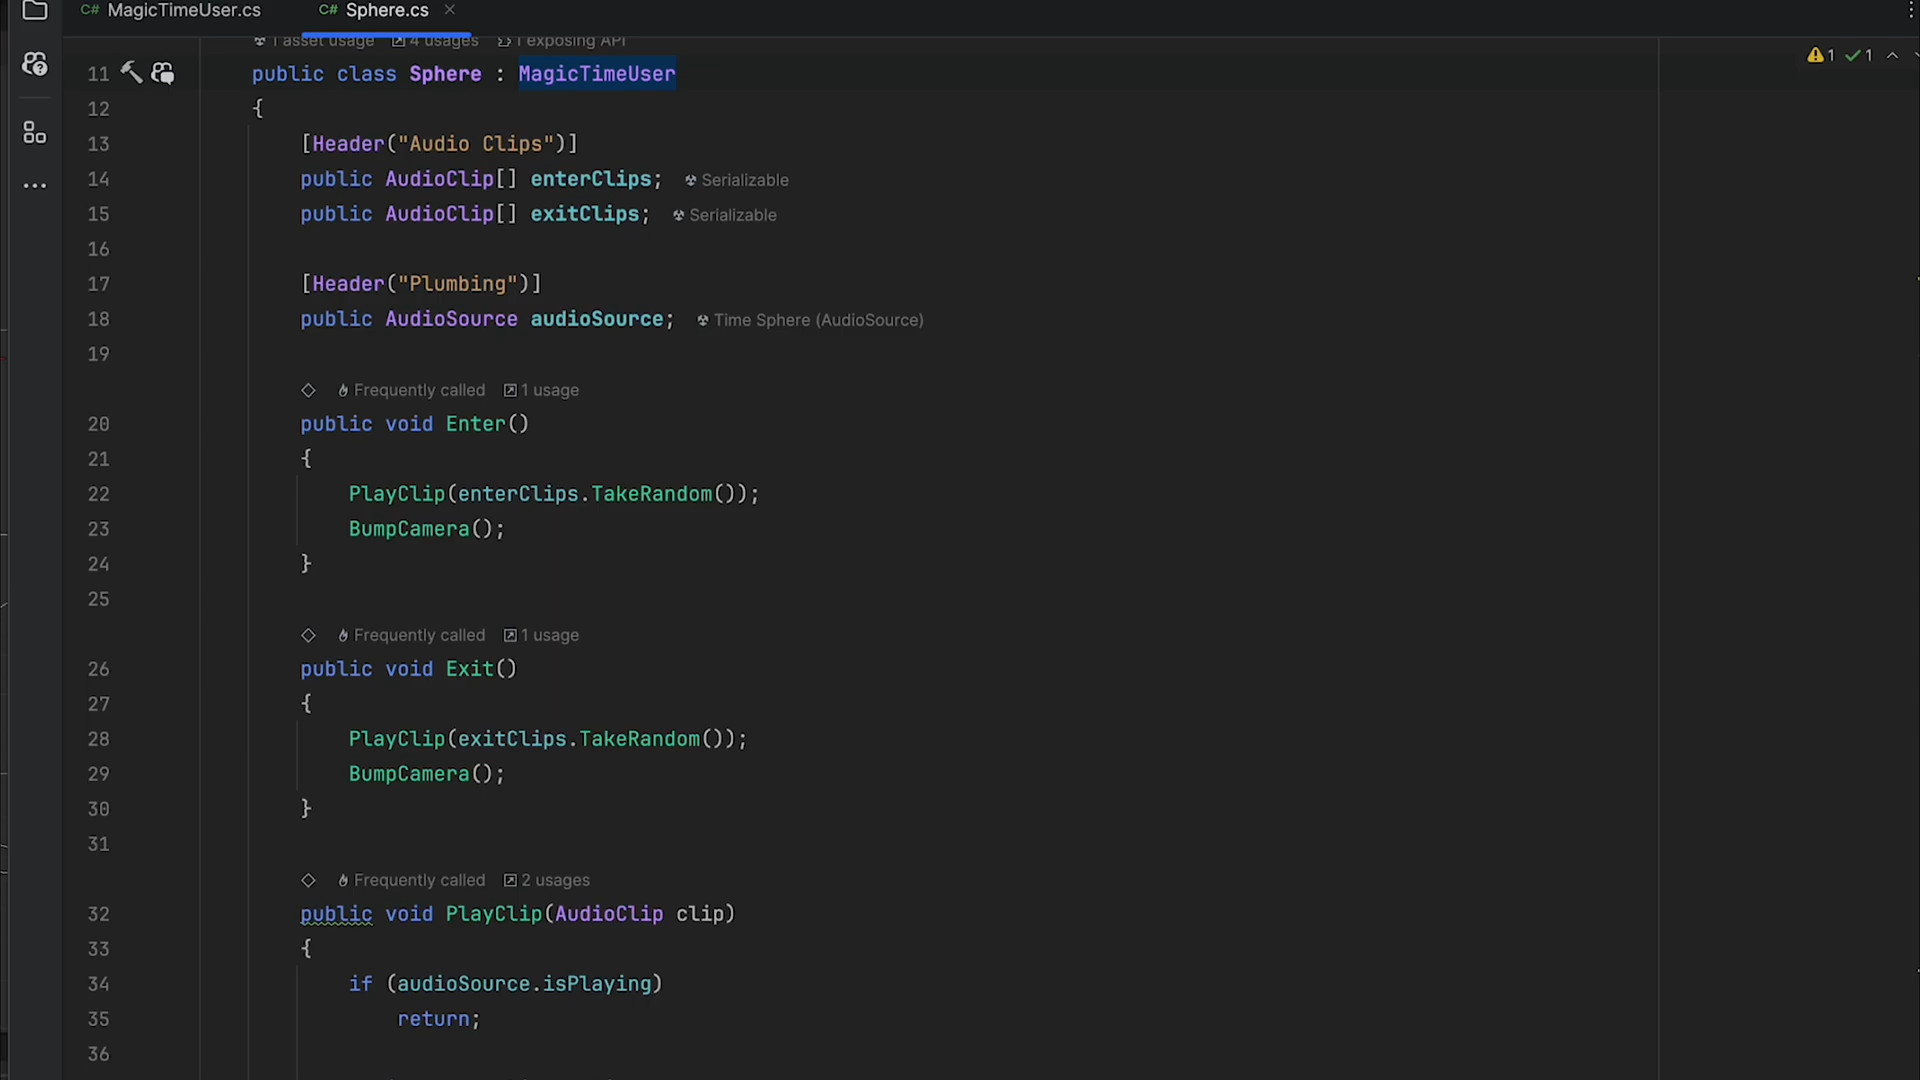 C# MagicTimeUser.cs C# Sphere.cs
1 asset usage 4 usages 1 exposing API
11 public class Sphere : MagicTimeUser
1 1
12 {
13 [Header("Audio Clips")]
14 public AudioClip[] enterClips; Serializable
15 public AudioClip[] exitClips; Serializable
16
17 [Header("Plumbing")]
18 public AudioSource audioSource; Time Sphere (AudioSource)
19
Frequently called 1 usage
20 public void Enter()
21 {
22 PlayClip(enterClips.TakeRandom());
23 BumpCamera();
24 }
25
Frequently called 1 usage
26 public void Exit()
27 {
28 PlayClip(exitClips.TakeRandom());
29 BumpCamera();
30 }
31
Frequently called 2 usages
32 public void PlayClip(AudioClip clip)
33 {
34 if (audioSource.isPlaying)
35 return;
36